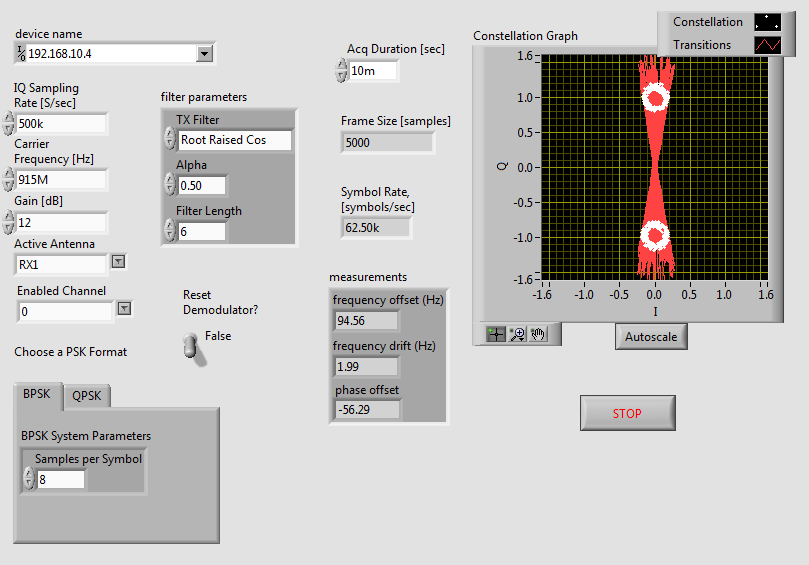 device name
192.168.10.4
IQ Sampling
Rate [S/sec]
500k
Carrier
Frequency [Hz]
915M
Gain [dB]
12
Active Antenna
RX1
Enabled Channel
0
Choose a PSK Format
BPSK
QPSK
BPSK System Parameters
Samples per Symbol
8
filter parameters
TX Filter
Root Raised Cos
Alpha
0.50
Filter Length
6
Reset
Demodulator?
False
Acq Duration [sec]
10m
Frame Size [samples]
5000
Symbol Rate,
[symbols/sec]
62.50k
measurements
frequency offset (Hz)
94.56
frequency drift (Hz)
1.99
phase offset
-56.29
Constellation Graph
Constellation
Transitions
1.6
1.0
0.5
0.0
-0.5
-1.0
-1.6
Q
-1.6 -1.0 -0.5 0.0 0.5 1.0 1.6
I
Autoscale
STOP